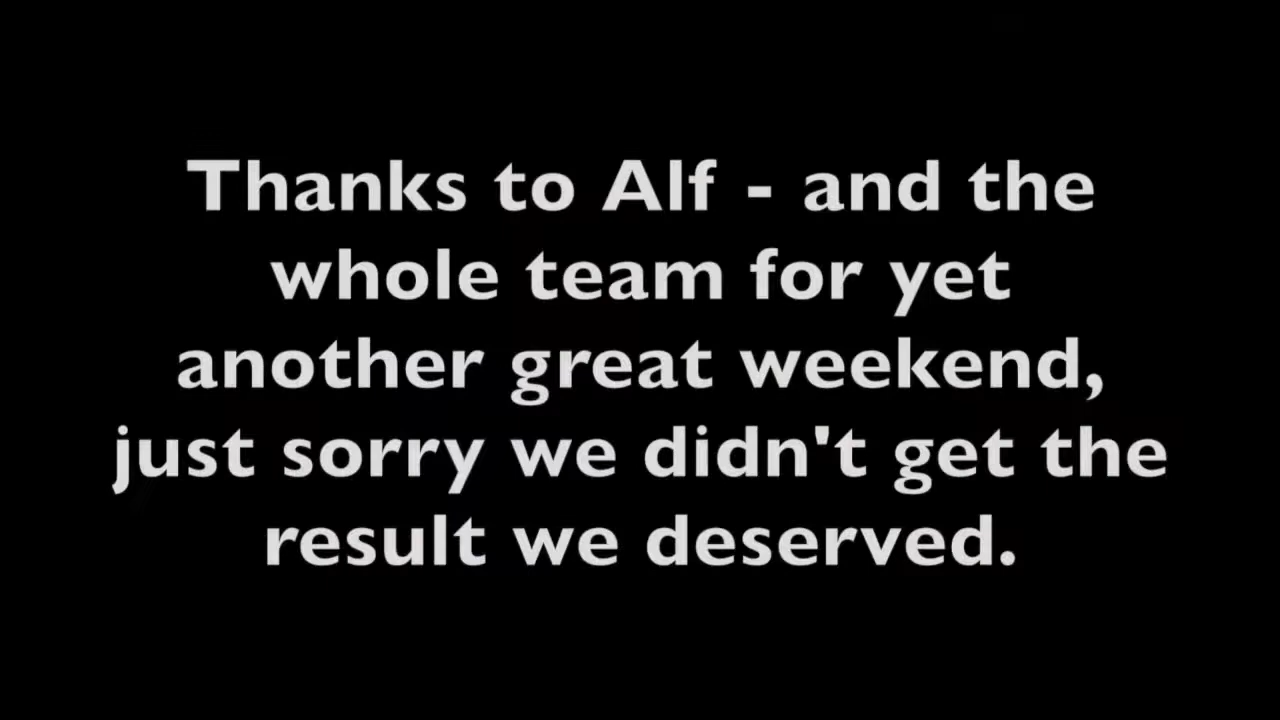 Thanks to Alf - and the
whole team for yet
another great weekend,
just sorry we didn't get the
result we deserved.